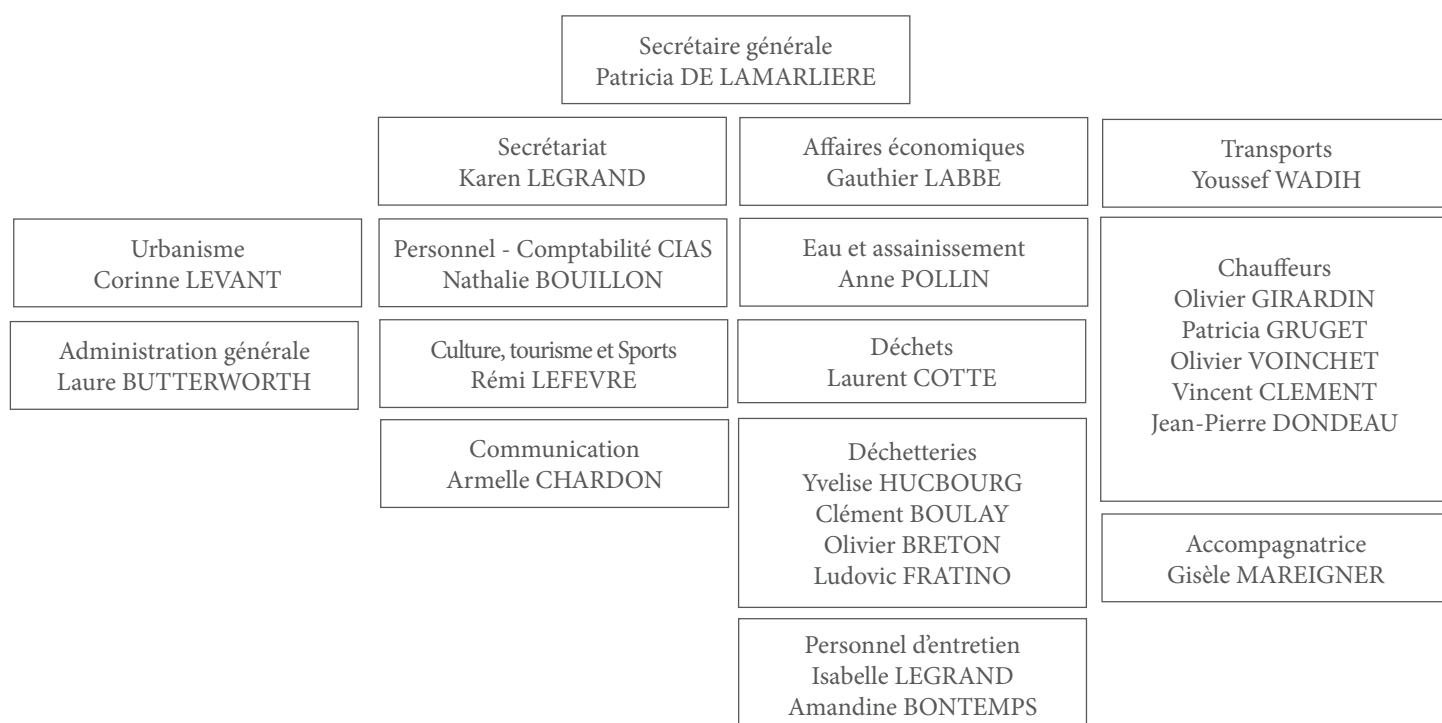 Secrétaire générale
Patricia DE LAMARLIERE
Secrétariat
Karen LEGRAND
Affaires économiques
Gauthier LABBE
Transports
Youssef WADIH
Urbanisme
Corinne LEVANT
Personnel - Comptabilité CIAS
Nathalie BOUILLON
Eau et assainissement
Anne POLLIN
Chauffeurs
Olivier GIRARDIN
Patricia GRUGET
Olivier VOINCHET
Vincent CLEMENT
Jean-Pierre DONDEAU
Administration générale
Laure BUTTERWORTH
Culture, tourisme et Sports
Rémi LEFEVRE
Déchets
Laurent COTTE
Communication
Armelle CHARDON
Déchetteries
Yvelise HUCBOURG
Clément BOULAY
Olivier BRETON
Ludovic FRATINO
Accompagnatrice
Gisèle MAREIGNER
Personnel d’entretien
Isabelle LEGRAND
Amandine BONTEMPS